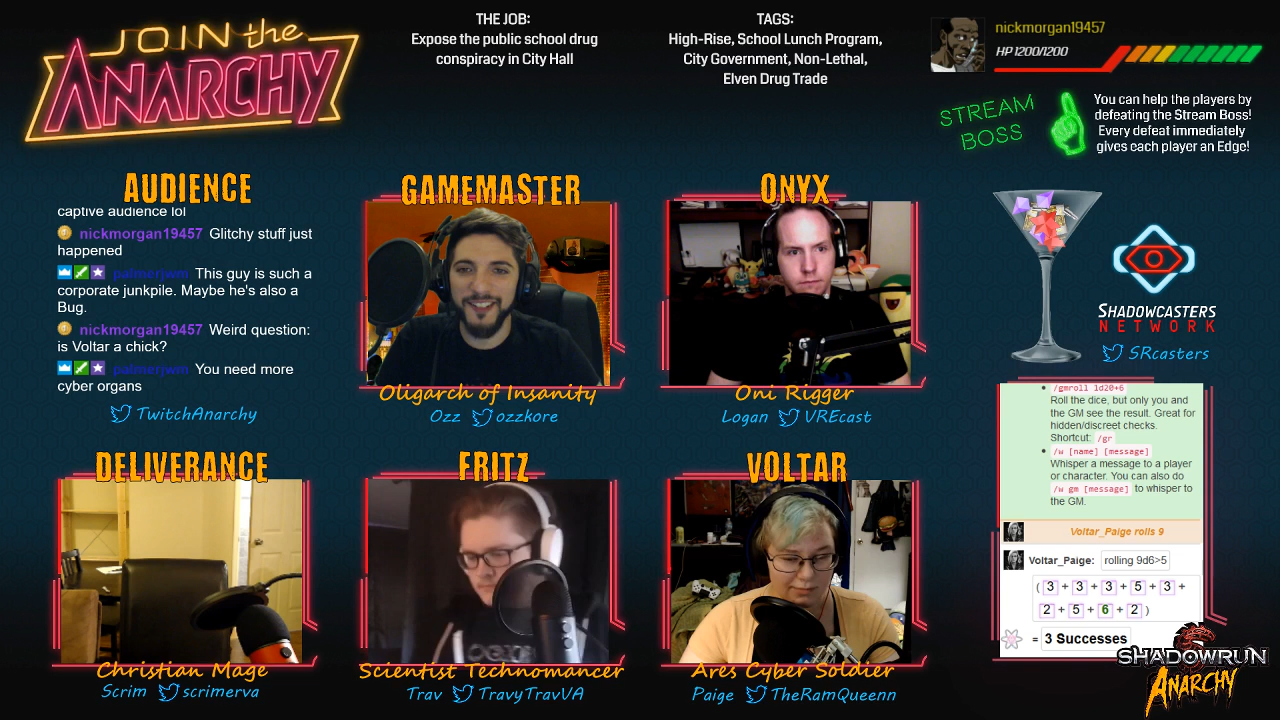 JOIN the
ANARCHY
THE JOB:
Expose the public school drug
conspiracy in City Hall
TAGS:
High-Rise, School Lunch Program,
City Government, Non-Lethal,
Elven Drug Trade
nickmorgan19457
HP 1200/1200
STREAM
BOSS
You can help the players by
defeating the Stream Boss!
Every defeat immediately
gives each player an Edge!
AUDIENCE
captive audience lol
nickmorgan19457 Glitchy stuff just
happened
palmerjwm This guy is such a
corporate junkpile. Maybe he's also a
Bug.
nickmorgan19457 Weird question:
is Voltar a chick?
palmerjwm You need more
cyber organs
TwitchAnarchy
GAMEMASTER
Oligarch of Insanity
Ozz ozzkore
ONYX
Oni Rigger
Logan VREcast
SHADOWCASTERS
NETWORK
SRcasters
DELIVERANCE
Christian Mage
Scrim scrimerva
FRITZ
Scientist Technomancer
Trav TravyTravVA
VOLTAR
Ares Cyber Soldier
Paige TheRamQueenn
/gmroll 1d20+6
Roll the dice, but only you and
the GM see the result. Great for
hidden/discreet checks.
Shortcut: /gr
/w [name] [message]
Whisper a message to a player
or character. You can also do
/w gm [message] to whisper to
the GM.
Voltar_Paige rolls 9
Voltar_Paige: rolling 9d6>5
( 3 + 3 + 3 + 5 + 3 +
2 + 5 + 6 + 2 )
= 3 Successes
SHADOWRUN
ANARCHY